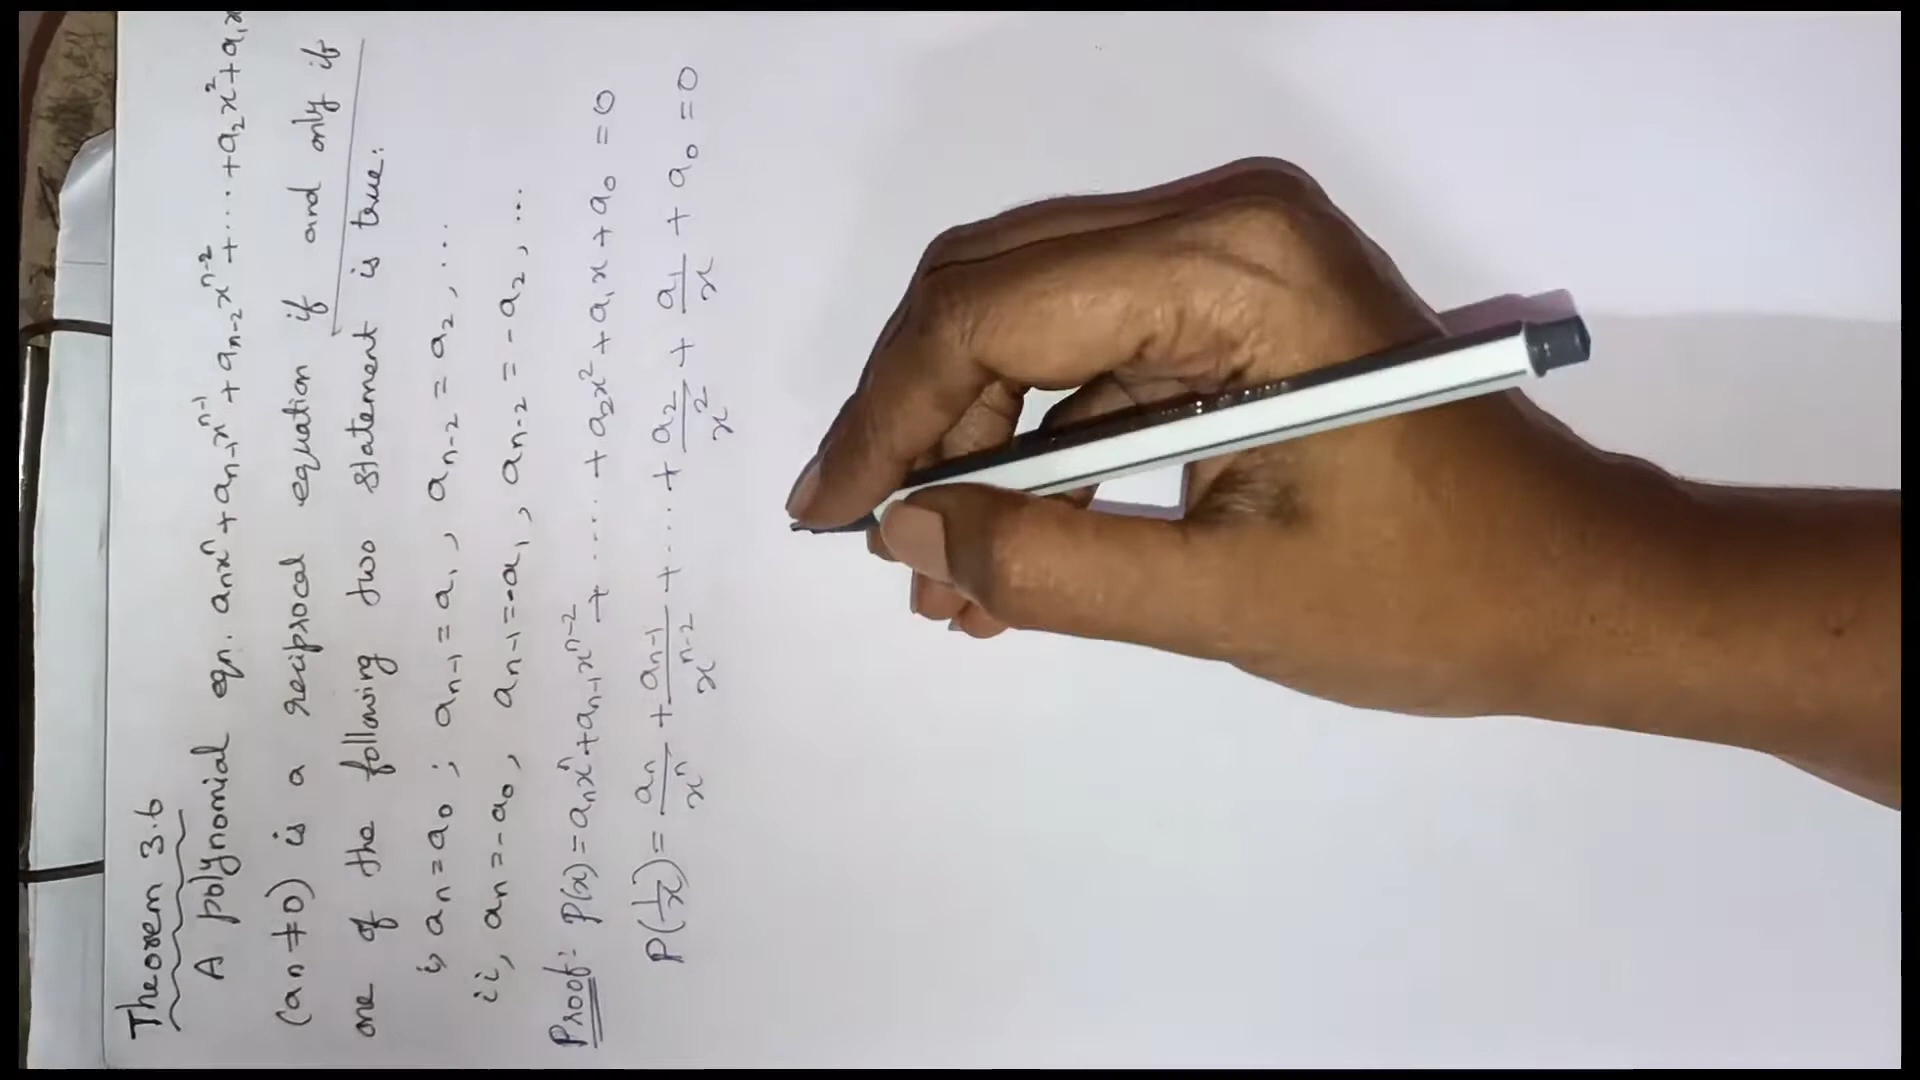 Theorem 3.6
A polynomial eqn. aₙxⁿ + aₙ₋₁xⁿ⁻¹ + aₙ₋₂xⁿ⁻² + .... + a₂x² + a₁x
(aₙ ≠ 0) is a reciprocal equation if and only if
one of the following two statement is true:
i, aₙ = a₀ ; aₙ₋₁ = a₁ , aₙ₋₂ = a₂ , ...
ii, aₙ = - a₀ , aₙ₋₁ = - a₁ , aₙ₋₂ = - a₂ , ...
Proof: P(x) = aₙxⁿ + aₙ₋₁xⁿ⁻² + ..... + a₂x² + a₁x + a₀ = 0
P(1/x) = aₙ/xⁿ + aₙ₋₁/xⁿ⁻² + .... + a₂/x² + a₁/x + a₀ = 0